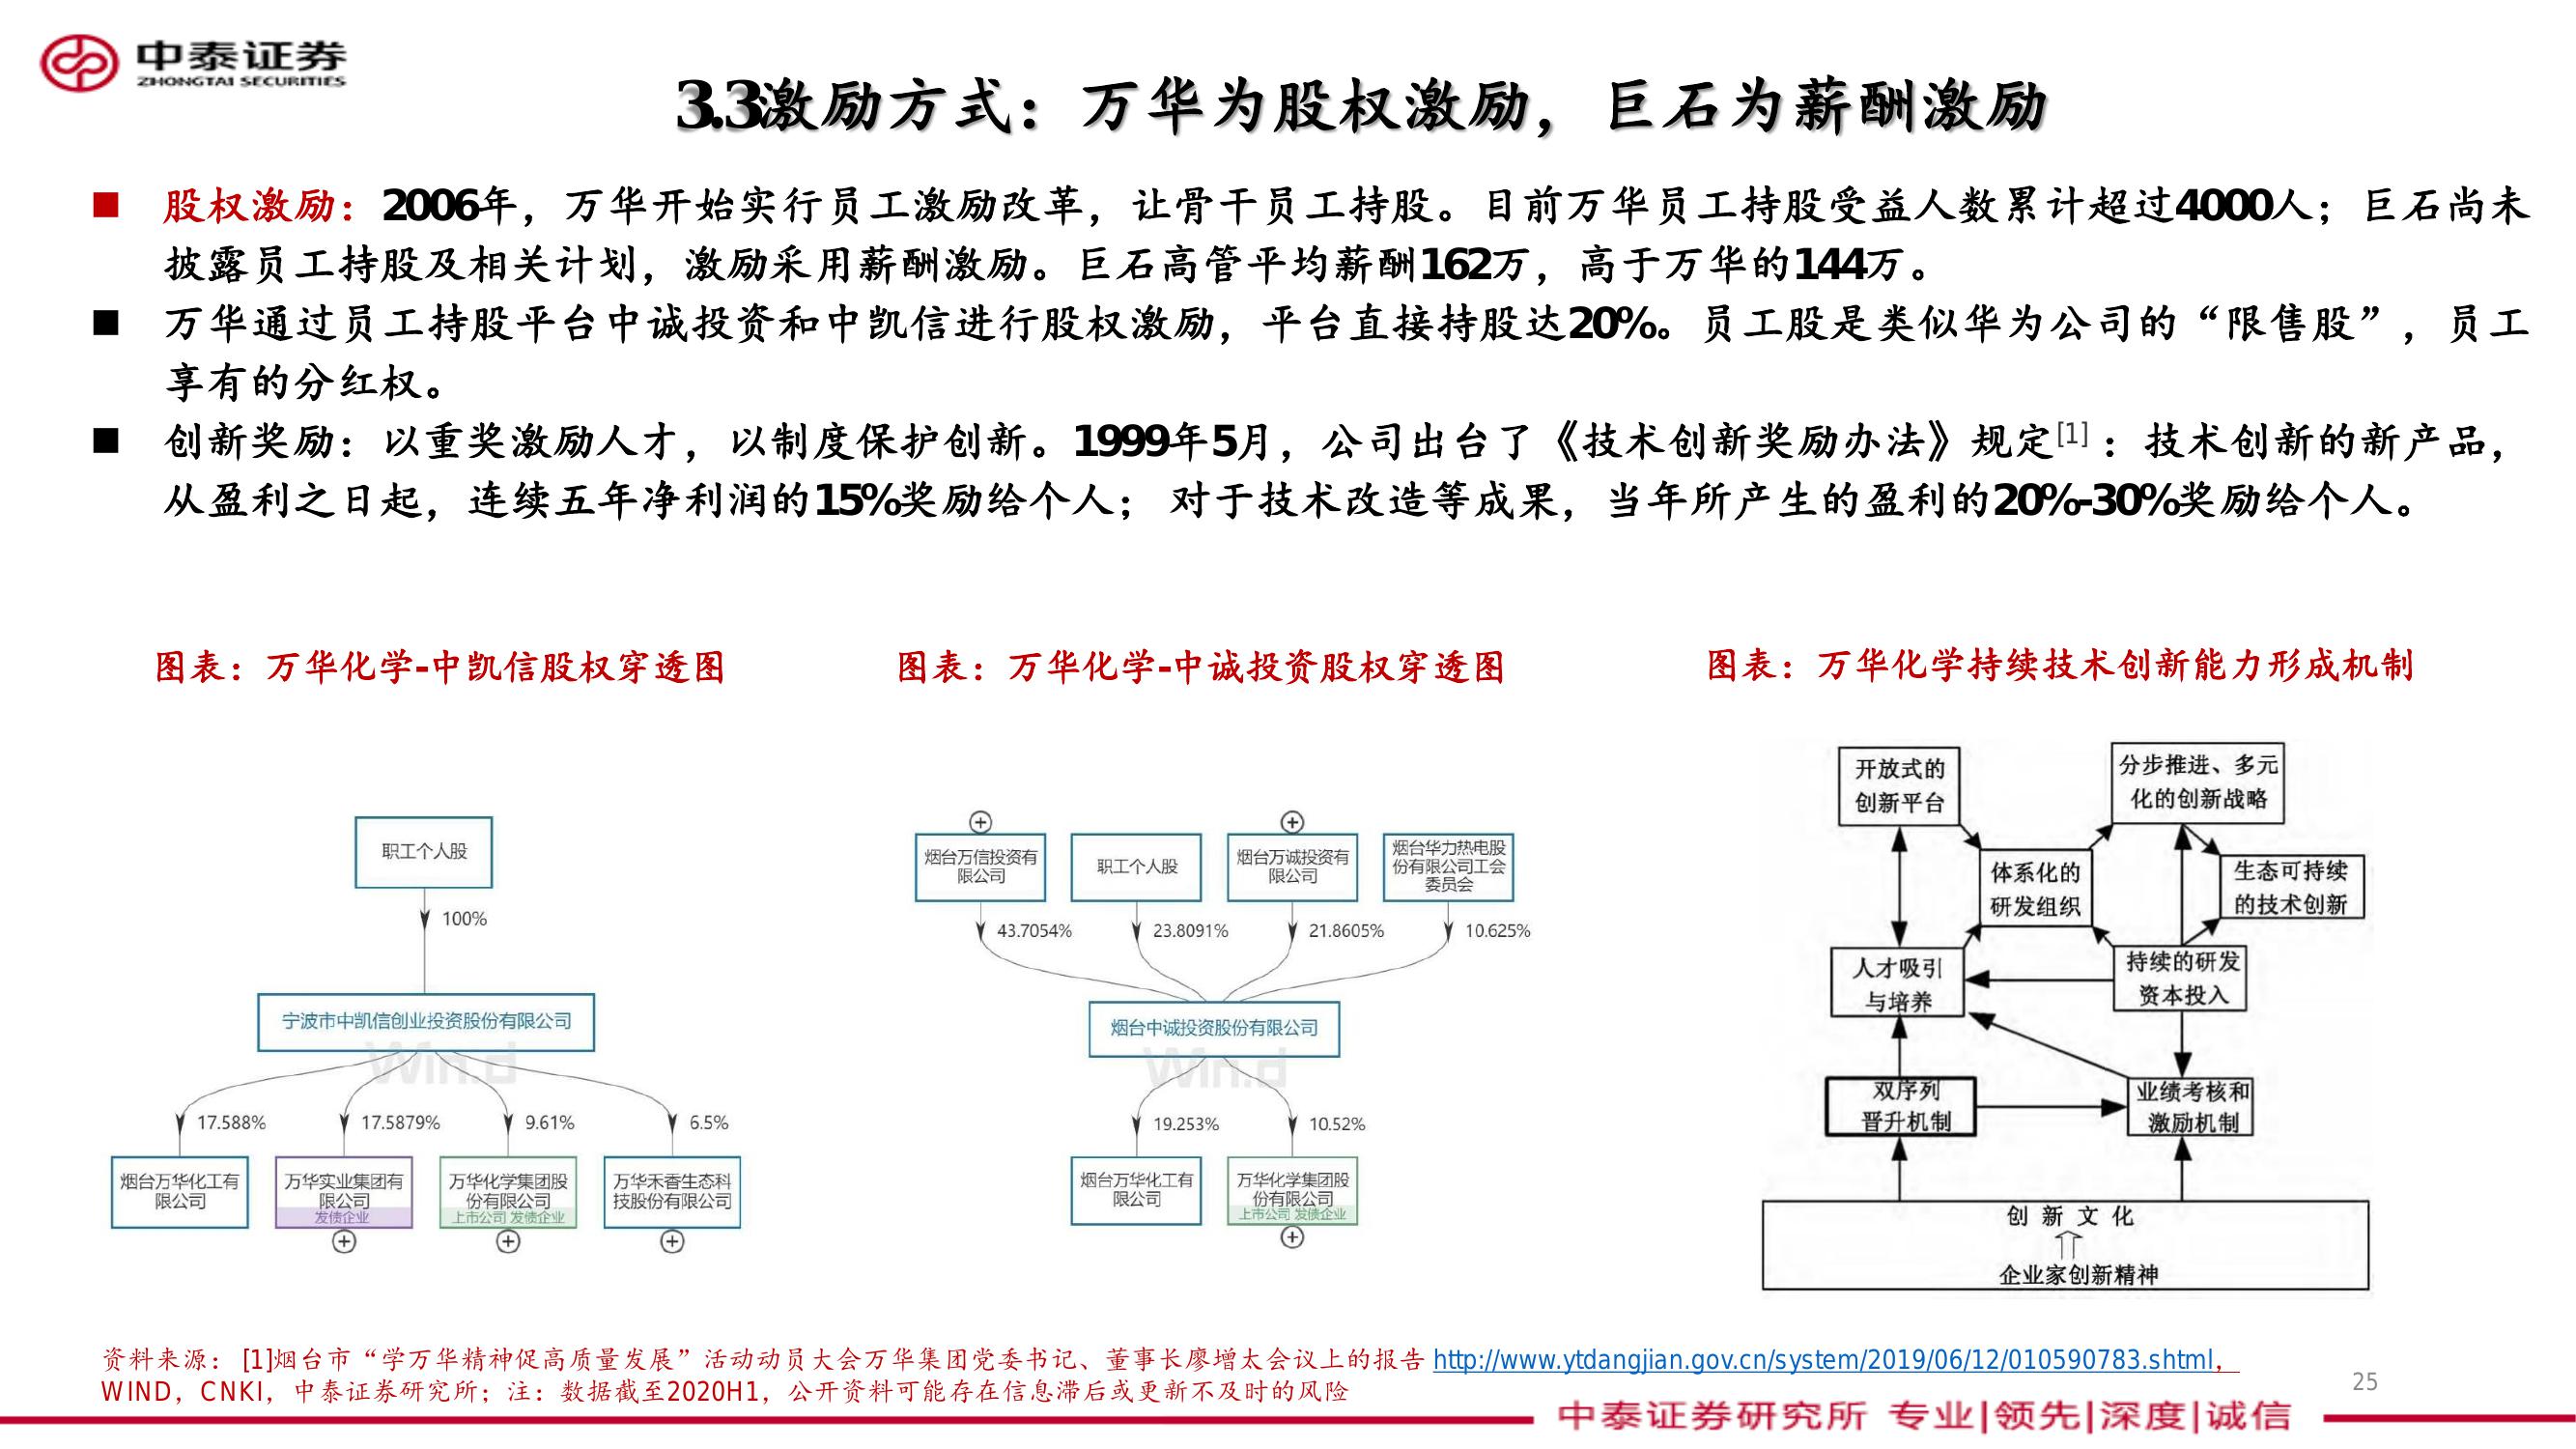 中泰证券
ZHONGTAI SECURITIES
3.3激励方式：万华为股权激励，巨石为薪酬激励
■ 股权激励：2006年，万华开始实行员工激励改革，让骨干员工持股。目前万华员工持股受益人数累计超过4000人；巨石尚未
披露员工持股及相关计划，激励采用薪酬激励。巨石高管平均薪酬162万，高于万华的144万。
■ 万华通过员工持股平台中诚投资和中凯信进行股权激励，平台直接持股达20%。员工股是类似华为公司的“限售股”，员工
享有的分红权。
■ 创新奖励：以重奖激励人才，以制度保护创新。1999年5月，公司出台了《技术创新奖励办法》规定[1]：技术创新的新产品，
从盈利之日起，连续五年净利润的15%奖励给个人； 对于技术改造等成果，当年所产生的盈利的20%-30%奖励给个人。
图表：万华化学-中凯信股权穿透图
职工个人股
100%
宁波市中凯信创业投资股份有限公司
Win.d
17.588%
17.5879%
9.61%
6.5%
烟台万华化工有
限公司
万华实业集团有
限公司
发债企业
万华化学集团股
份有限公司
上市公司 发债企业
万华禾香生态科
技股份有限公司
图表：万华化学-中诚投资股权穿透图
烟台万信投资有
限公司
职工个人股
烟台万诚投资有
限公司
烟台华力热电股
份有限公司工会
委员会
43.7054%
23.8091%
21.8605%
10.625%
烟台中诚投资股份有限公司
Win.d
19.253%
10.52%
烟台万华化工有
限公司
万华化学集团股
份有限公司
上市公司 发债企业
图表：万华化学持续技术创新能力形成机制
开放式的
创新平台
分步推进、多元
化的创新战略
体系化的
研发组织
生态可持续
的技术创新
人才吸引
与培养
持续的研发
资本投入
双序列
晋升机制
业绩考核和
激励机制
创 新 文 化
企业家创新精神
资料来源：[1]烟台市“学万华精神促高质量发展”活动动员大会万华集团党委书记、董事长廖增太会议上的报告 http://www.ytdangjian.gov.cn/system/2019/06/12/010590783.shtml，
WIND，CNKI，中泰证券研究所；注：数据截至2020H1，公开资料可能存在信息滞后或更新不及时的风险
25
中泰证券研究所 专业|领先|深度|诚信